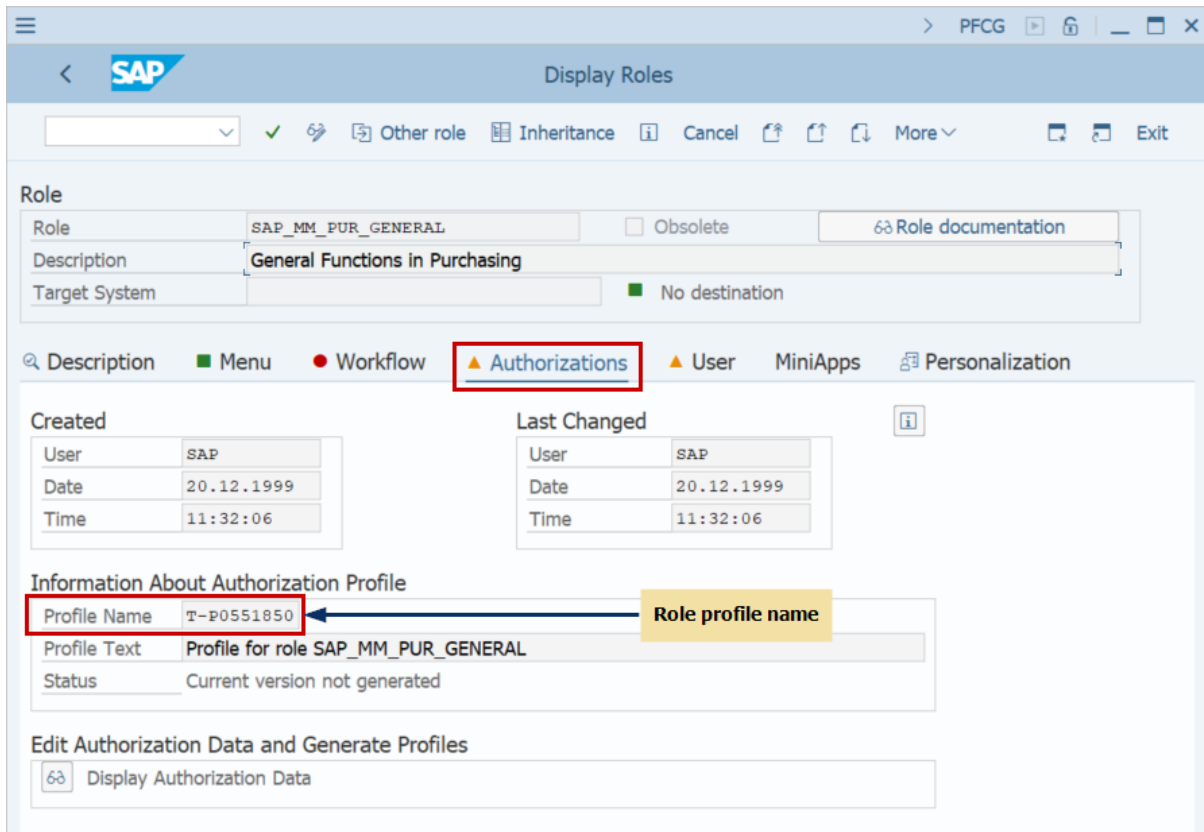 PFCG
SAP Display Roles
Other role Inheritance Cancel More Exit
Role
Role SAP_MM_PUR_GENERAL Obsolete Role documentation
Description General Functions in Purchasing
Target System No destination
Description Menu Workflow Authorizations User MiniApps Personalization
Created Last Changed
User SAP User SAP
Date 20.12.1999 Date 20.12.1999
Time 11:32:06 Time 11:32:06
Information About Authorization Profile
Profile Name T-P0551850 Role profile name
Profile Text Profile for role SAP_MM_PUR_GENERAL
Status Current version not generated
Edit Authorization Data and Generate Profiles
Display Authorization Data